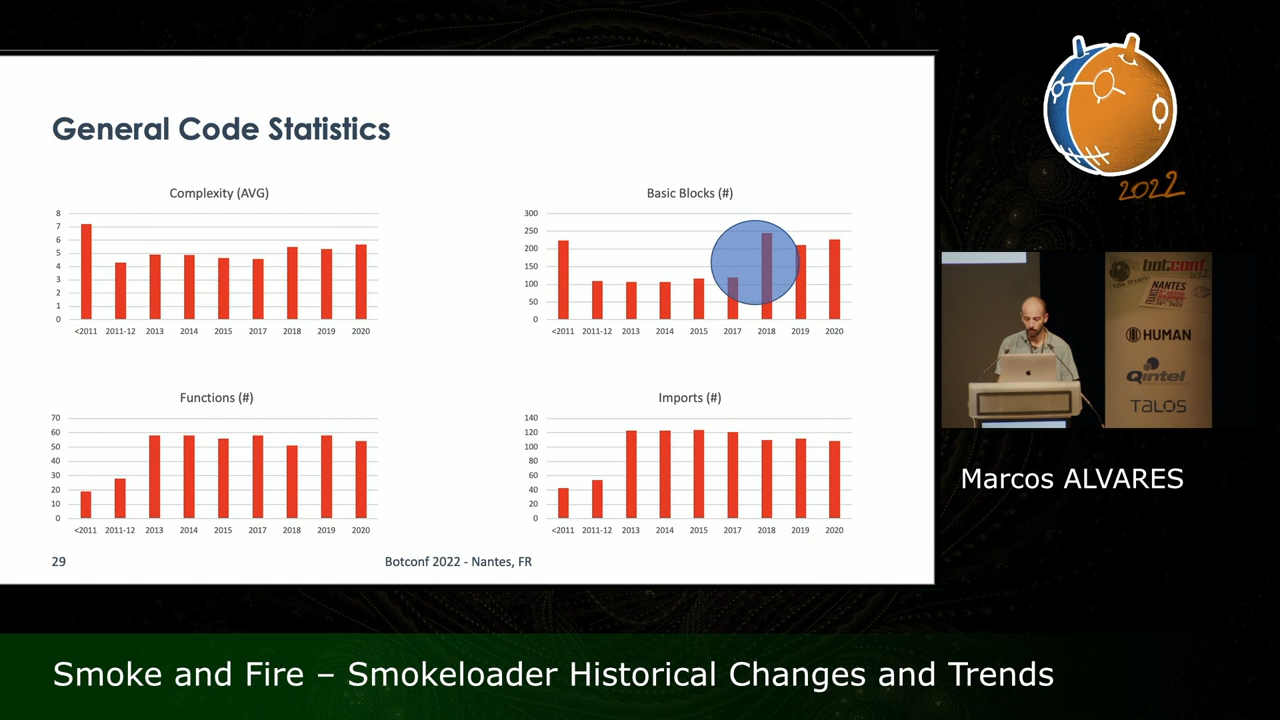 General Code Statistics
Complexity (AVG)
8
7
6
5
4
3
2
1
0
<2011 2011-12 2013 2014 2015 2017 2018 2019 2020
Basic Blocks (#)
300
250
200
150
100
50
0
<2011 2011-12 2013 2014 2015 2017 2018 2019 2020
Functions (#)
70
60
50
40
30
20
10
0
<2011 2011-12 2013 2014 2015 2017 2018 2019 2020
Imports (#)
140
120
100
80
60
40
20
0
<2011 2011-12 2013 2014 2015 2017 2018 2019 2020
29
Botconf 2022 - Nantes, FR
2022
botconf
NANTES
HUMAN
Qintel
TALOS
Marcos ALVARES
Smoke and Fire – Smokeloader Historical Changes and Trends